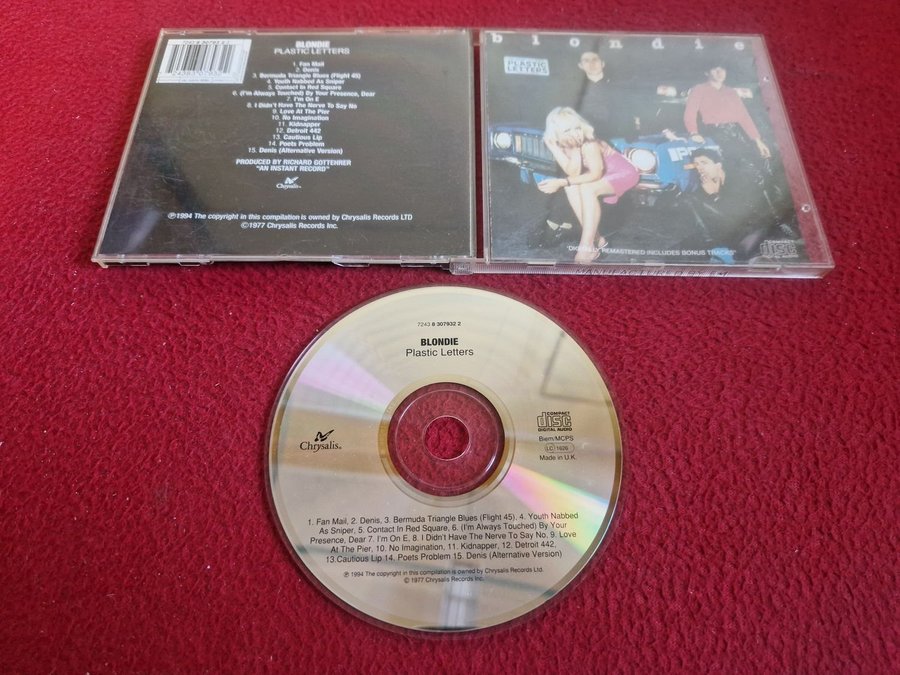 BLONDIE
PLASTIC LETTERS
1. Fan Mail
2. Denis
3. Bermuda Triangle Blues (Flight 45)
4. Youth Nabbed As Sniper
5. Contact In Red Square
6. (I'm Always Touched) By Your Presence, Dear
7. I'm On E
8. I Didn't Have The Nerve To Say No
9. Love At The Pier
10. No Imagination
11. Kidnapper
12. Detroit 442
13. Cautious Lip
14. Poets Problem
15. Denis (Alternative Version)
PRODUCED BY RICHARD GOTTEHRER
"AN INSTANT RECORD"
Chrysalis
℗1994 The copyright in this compilation is owned by Chrysalis Records LTD
©1977 Chrysalis Records Inc.
blondie
PLASTIC
LETTERS
"DIGITALLY REMASTERED INCLUDES BONUS TRACKS"
COMPACT
disc
DIGITAL AUDIO
MANUFACTURED BY EMI
7243 8 307932 2
BLONDIE
Plastic Letters
Chrysalis
COMPACT
disc
DIGITAL AUDIO
Biem/MCPS
LC 1626
Made in U.K.
1. Fan Mail, 2. Denis, 3. Bermuda Triangle Blues (Flight 45), 4. Youth Nabbed
As Sniper, 5. Contact In Red Square, 6. (I'm Always Touched) By Your
Presence, Dear 7. I'm On E, 8. I Didn't Have The Nerve To Say No, 9. Love
At The Pier, 10. No Imagination, 11. Kidnapper, 12. Detroit 442,
13.Cautious Lip 14. Poets Problem 15. Denis (Alternative Version)
℗ 1994 The copyright in this compilation is owned by Chrysalis Records Ltd.
© 1977 Chrysalis Records Inc.